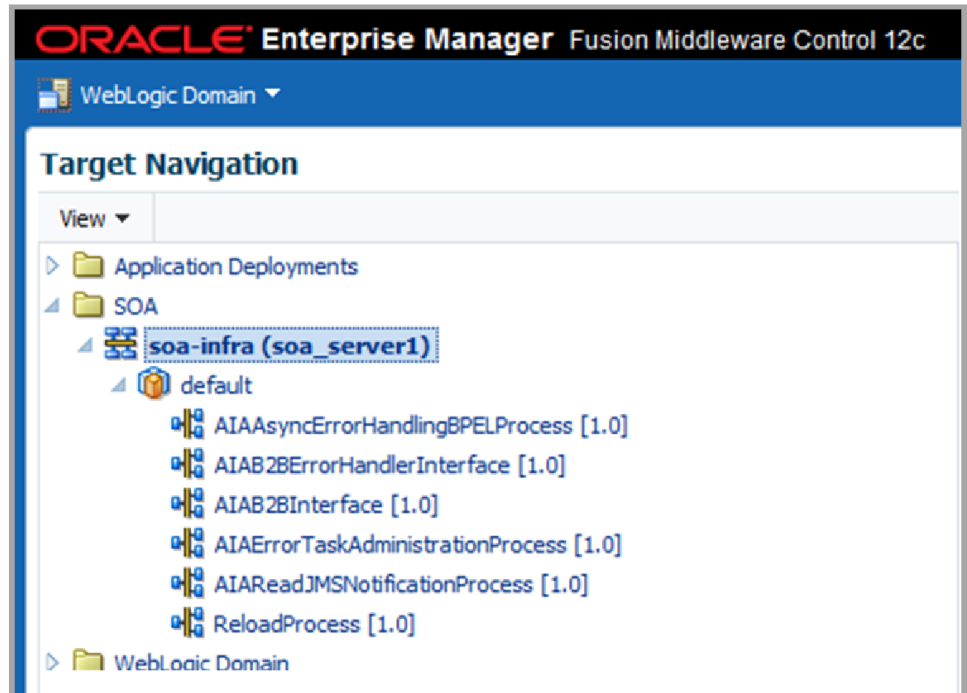 ORACLE Enterprise Manager Fusion Middleware Control 12c
WebLogic Domain
Target Navigation
View
Application Deployments
SOA
soa-infra (soa_server1)
default
AIAAsyncErrorHandlingBPELProcess [1.0]
AIAB2BErrorHandlerInterface [1.0]
AIAB2BInterface [1.0]
AIAErrorTaskAdministrationProcess [1.0]
AIAReadJMSNotificationProcess [1.0]
ReloadProcess [1.0]
WebLogic Domain